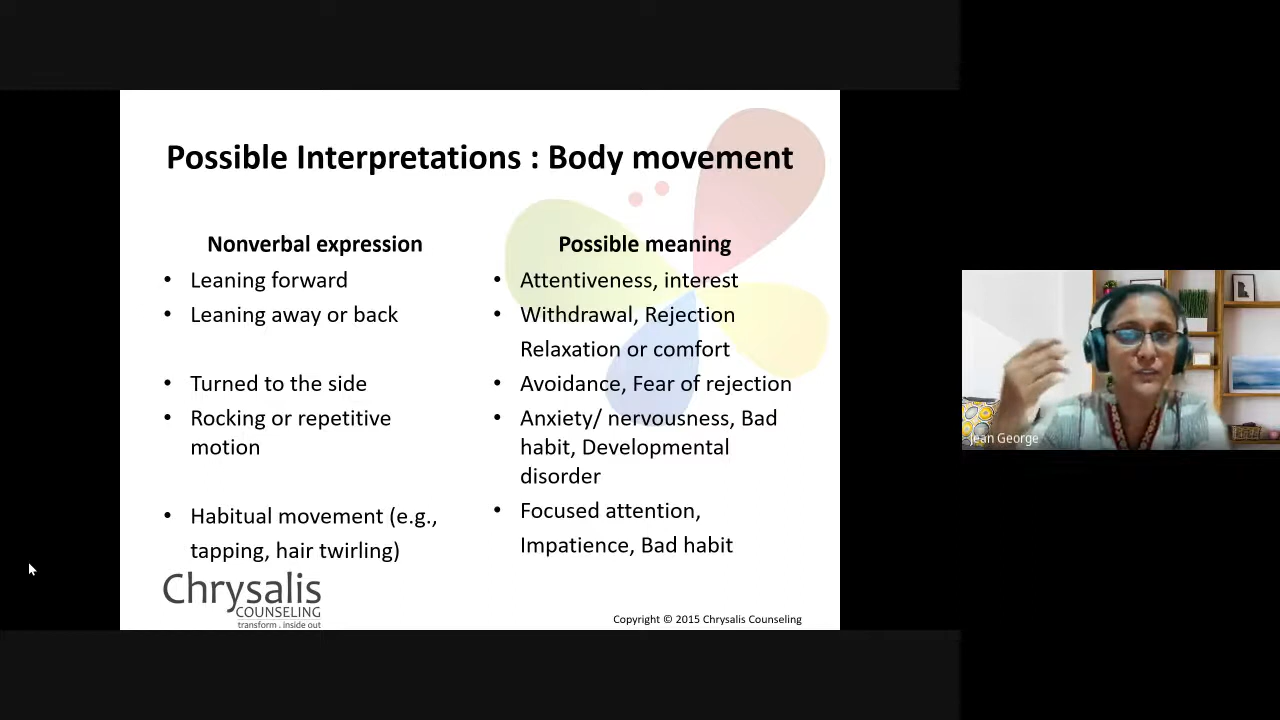 Possible Interpretations : Body movement
Nonverbal expression
• Leaning forward
• Leaning away or back
• Turned to the side
• Rocking or repetitive
motion
• Habitual movement (e.g.,
tapping, hair twirling)
Possible meaning
• Attentiveness, interest
• Withdrawal, Rejection
Relaxation or comfort
• Avoidance, Fear of rejection
• Anxiety/ nervousness, Bad
habit, Developmental
disorder
• Focused attention,
Impatience, Bad habit
Chrysalis
COUNSELING
transform . inside out
Copyright © 2015 Chrysalis Counseling
Jean George